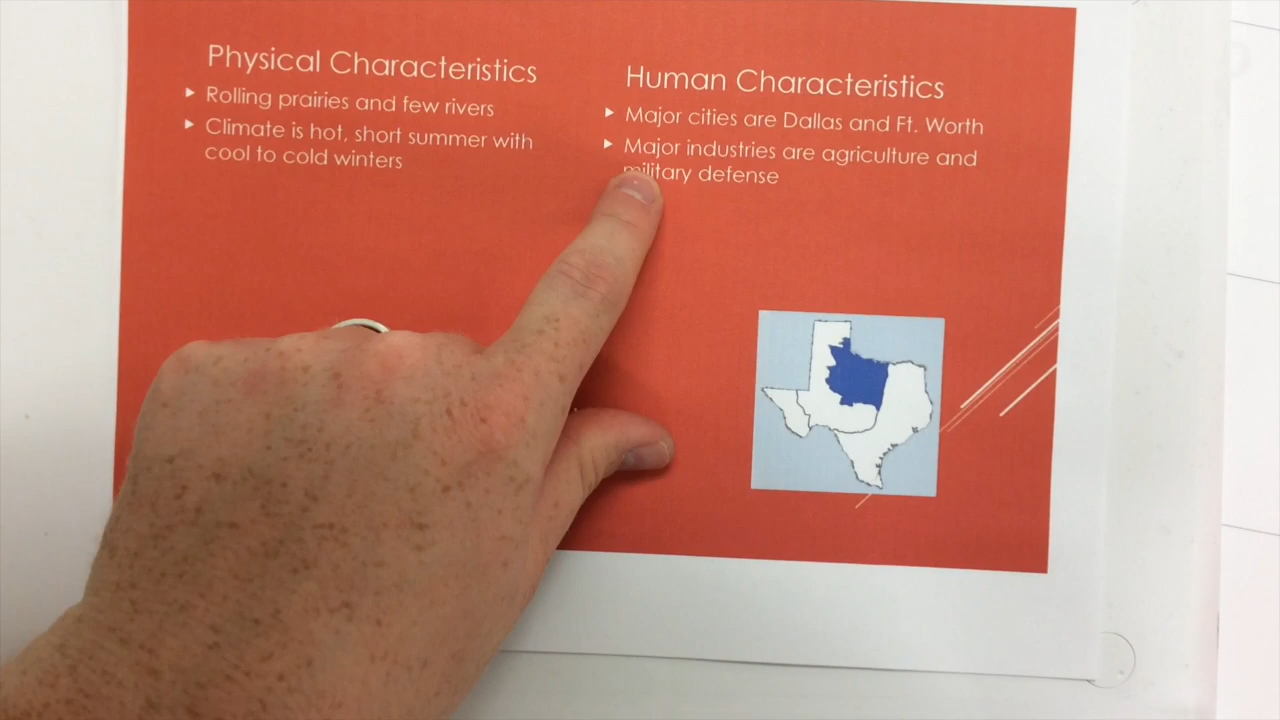 Physical Characteristics
Rolling prairies and few rivers
Climate is hot, short summer with
cool to cold winters
Human Characteristics
Major cities are Dallas and Ft. Worth
Major industries are agriculture and
military defense